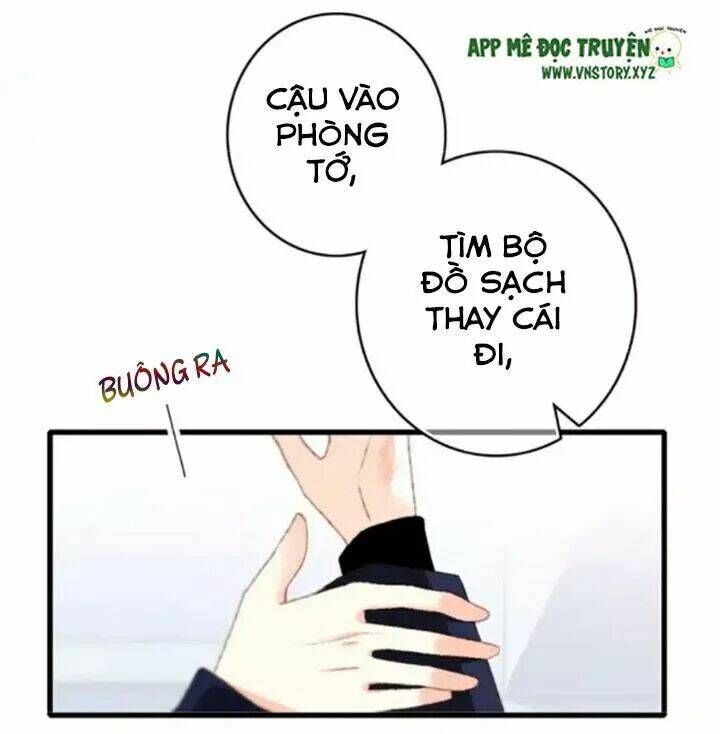 APP MÊ ĐỌC TRUYỆN
WWW.VNSTORY.XYZ
CẬU VÀO
PHÒNG
TỚ,
TÌM BỘ
ĐỒ SẠCH
THAY CÁI
ĐI,
BUÔNG RA